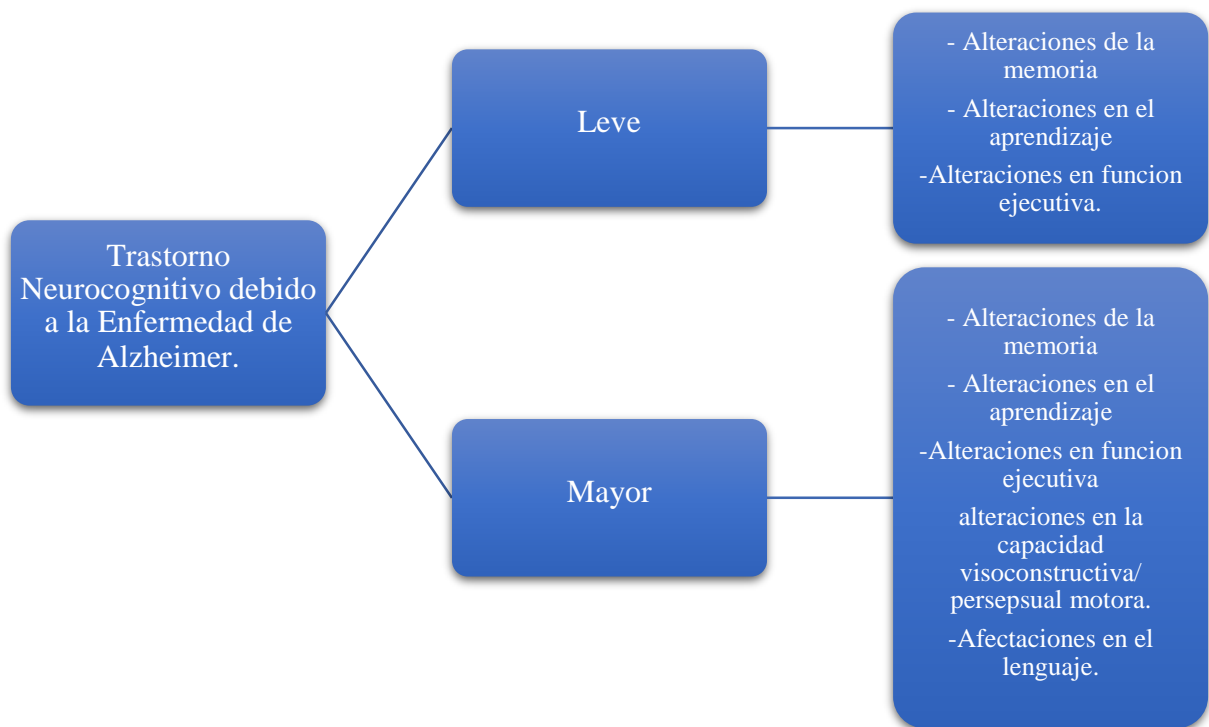 Trastorno
Neurocognitivo debido
a la Enfermedad de
Alzheimer.
Leve
- Alteraciones de la
memoria
- Alteraciones en el
aprendizaje
-Alteraciones en funcion
ejecutiva.
Mayor
- Alteraciones de la
memoria
- Alteraciones en el
aprendizaje
-Alteraciones en funcion
ejecutiva
alteraciones en la
capacidad
visoconstructiva/
persepsual motora.
-Afectaciones en el
lenguaje.